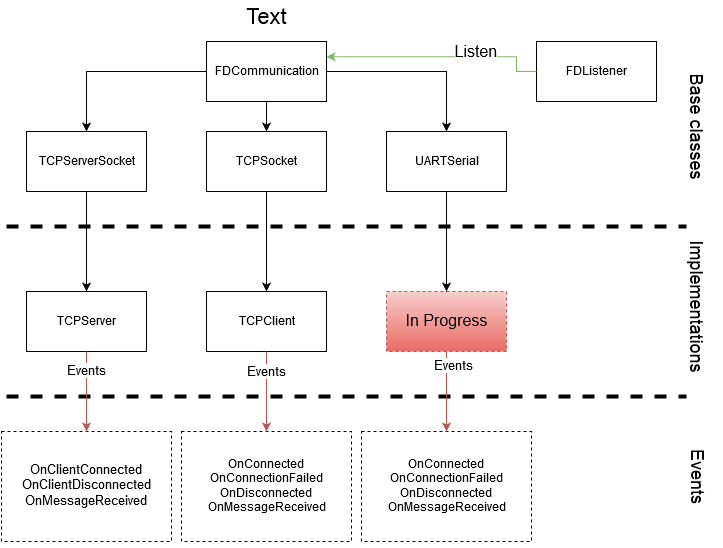 Text
Listen
FDCommunication
FDListener
Base classes
TCPServerSocket
TCPSocket
UARTSerial
Implementations
TCPServer
TCPClient
In Progress
Events
Events
Events
Events
OnClientConnected
OnClientDisconnected
OnMessageReceived
OnConnected
OnConnectionFailed
OnDisconnected
OnMessageReceived
OnConnected
OnConnectionFailed
OnDisconnected
OnMessageReceived